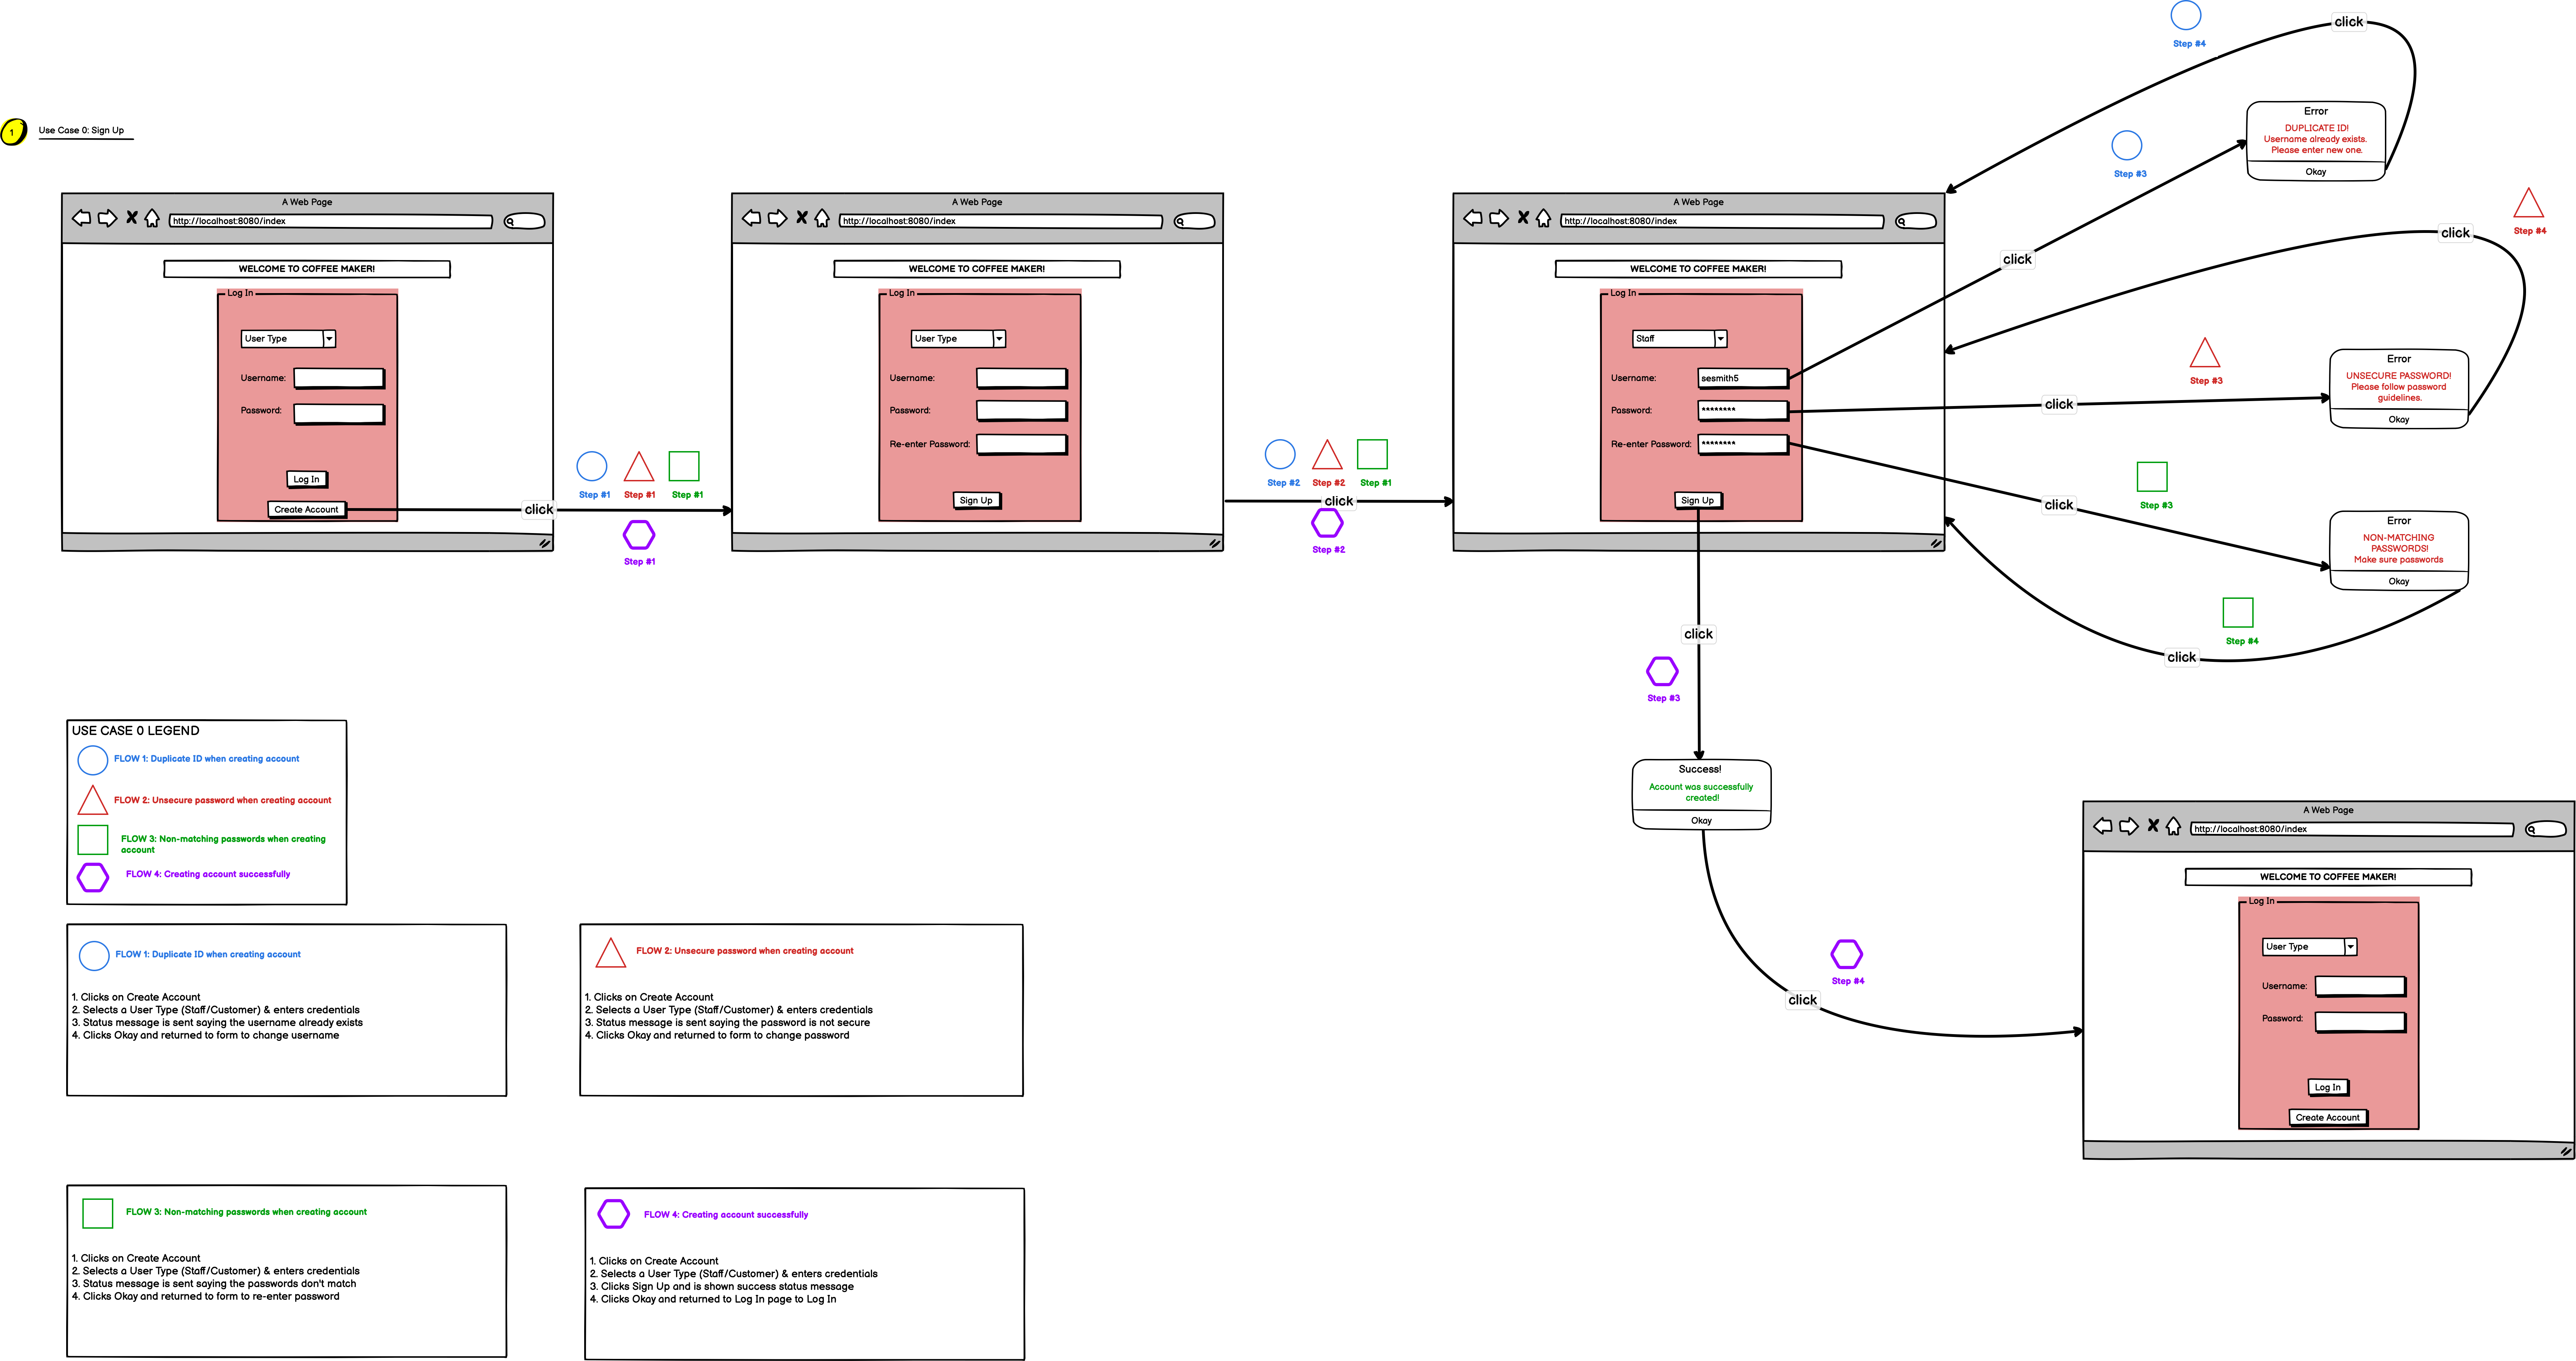 1
Use Case 0: Sign Up
A Web Page
http://localhost:8080/index
WELCOME TO COFFEE MAKER!
Log In
User Type
Username:
Password:
Log In
Create Account
click
Step #1
Step #1
Step #1
Step #1
A Web Page
http://localhost:8080/index
WELCOME TO COFFEE MAKER!
Log In
User Type
Username:
Password:
Re-enter Password:
Sign Up
Step #2
Step #2
Step #1
click
Step #2
A Web Page
http://localhost:8080/index
WELCOME TO COFFEE MAKER!
Log In
Staff
Username:
sesmith5
Password:
********
Re-enter Password:
********
Sign Up
click
Step #4
click
Step #3
Error
DUPLICATE ID!
Username already exists.
Please enter new one.
Okay
Step #4
click
click
Step #3
Error
UNSECURE PASSWORD!
Please follow password
guidelines.
Okay
click
Step #3
Error
NON-MATCHING
PASSWORDS!
Make sure passwords
Okay
Step #4
click
click
Step #3
Success!
Account was successfully
created!
Okay
Step #4
click
A Web Page
http://localhost:8080/index
WELCOME TO COFFEE MAKER!
Log In
User Type
Username:
Password:
Log In
Create Account
USE CASE 0 LEGEND
FLOW 1: Duplicate ID when creating account
FLOW 2: Unsecure password when creating account
FLOW 3: Non-matching passwords when creating
account
FLOW 4: Creating account successfully
FLOW 1: Duplicate ID when creating account
1. Clicks on Create Account
2. Selects a User Type (Staff/Customer) & enters credentials
3. Status message is sent saying the username already exists
4. Clicks Okay and returned to form to change username
FLOW 2: Unsecure password when creating account
1. Clicks on Create Account
2. Selects a User Type (Staff/Customer) & enters credentials
3. Status message is sent saying the password is not secure
4. Clicks Okay and returned to form to change password
FLOW 3: Non-matching passwords when creating account
1. Clicks on Create Account
2. Selects a User Type (Staff/Customer) & enters credentials
3. Status message is sent saying the passwords don't match
4. Clicks Okay and returned to form to re-enter password
FLOW 4: Creating account successfully
1. Clicks on Create Account
2. Selects a User Type (Staff/Customer) & enters credentials
3. Clicks Sign Up and is shown success status message
4. Clicks Okay and returned to Log In page to Log In